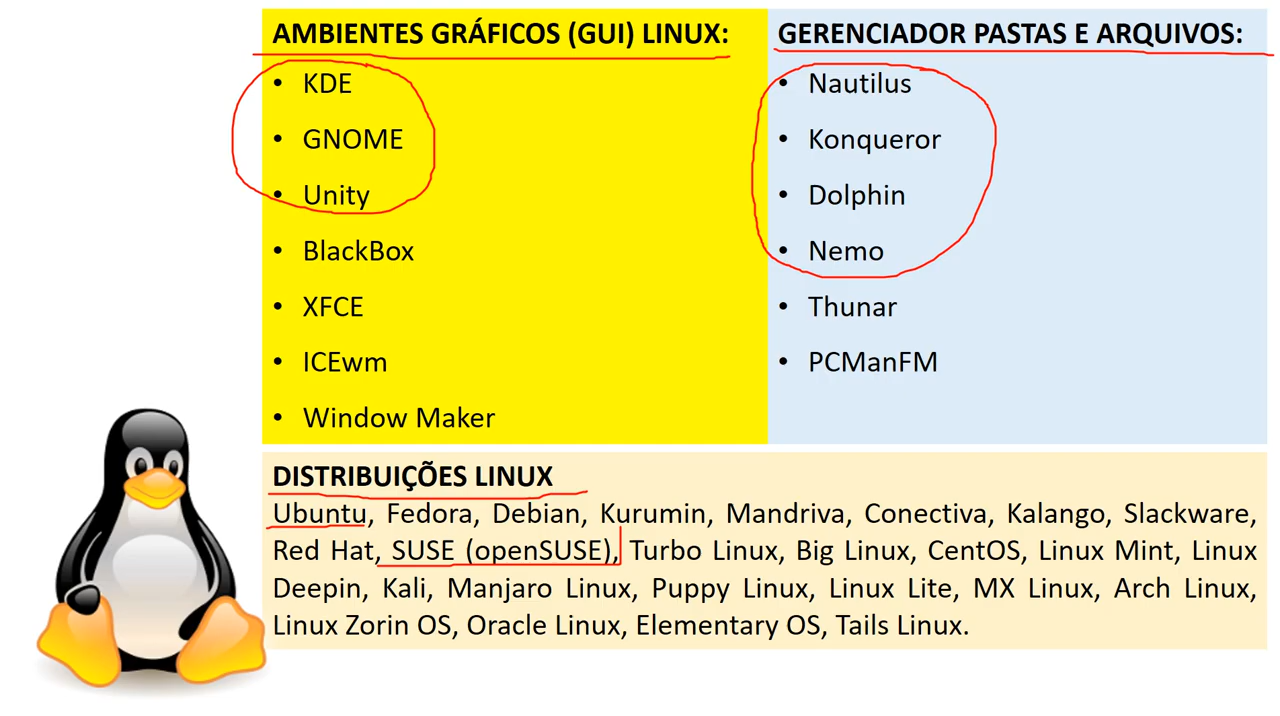 AMBIENTES GRÁFICOS (GUI) LINUX:
• KDE
• GNOME
• Unity
• BlackBox
• XFCE
• ICEwm
• Window Maker
GERENCIADOR PASTAS E ARQUIVOS:
• Nautilus
• Konqueror
• Dolphin
• Nemo
• Thunar
• PCManFM
DISTRIBUIÇÕES LINUX
Ubuntu, Fedora, Debian, Kurumin, Mandriva, Conectiva, Kalango, Slackware,
Red Hat, SUSE (openSUSE), Turbo Linux, Big Linux, CentOS, Linux Mint, Linux
Deepin, Kali, Manjaro Linux, Puppy Linux, Linux Lite, MX Linux, Arch Linux,
Linux Zorin OS, Oracle Linux, Elementary OS, Tails Linux.